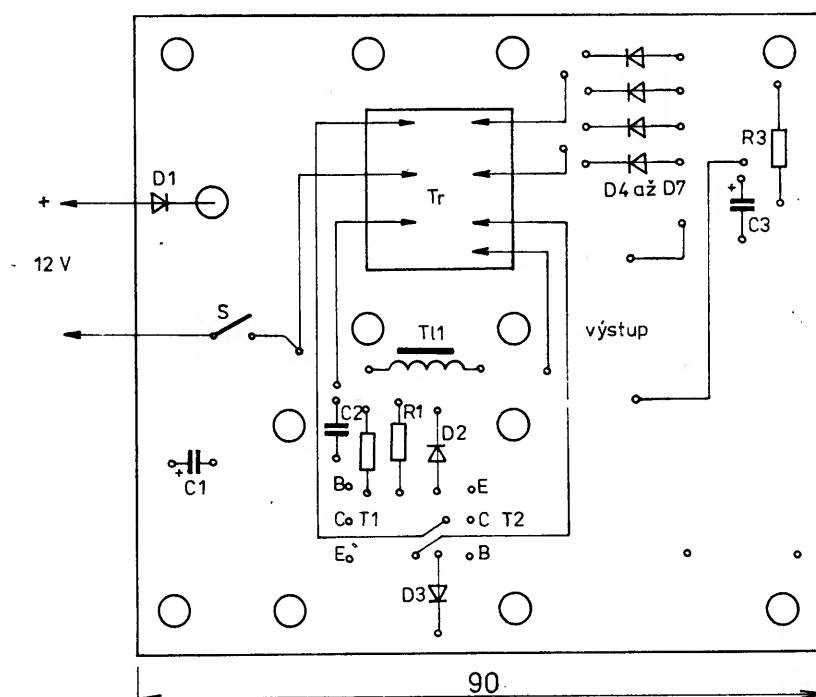 D1
+
12 V
S
Tr
D4 až D7
R3
+
C3
Tl1
výstup
C2
R1
D2
+
C1
B
E
C
T1
C
T2
E
B
D3
90